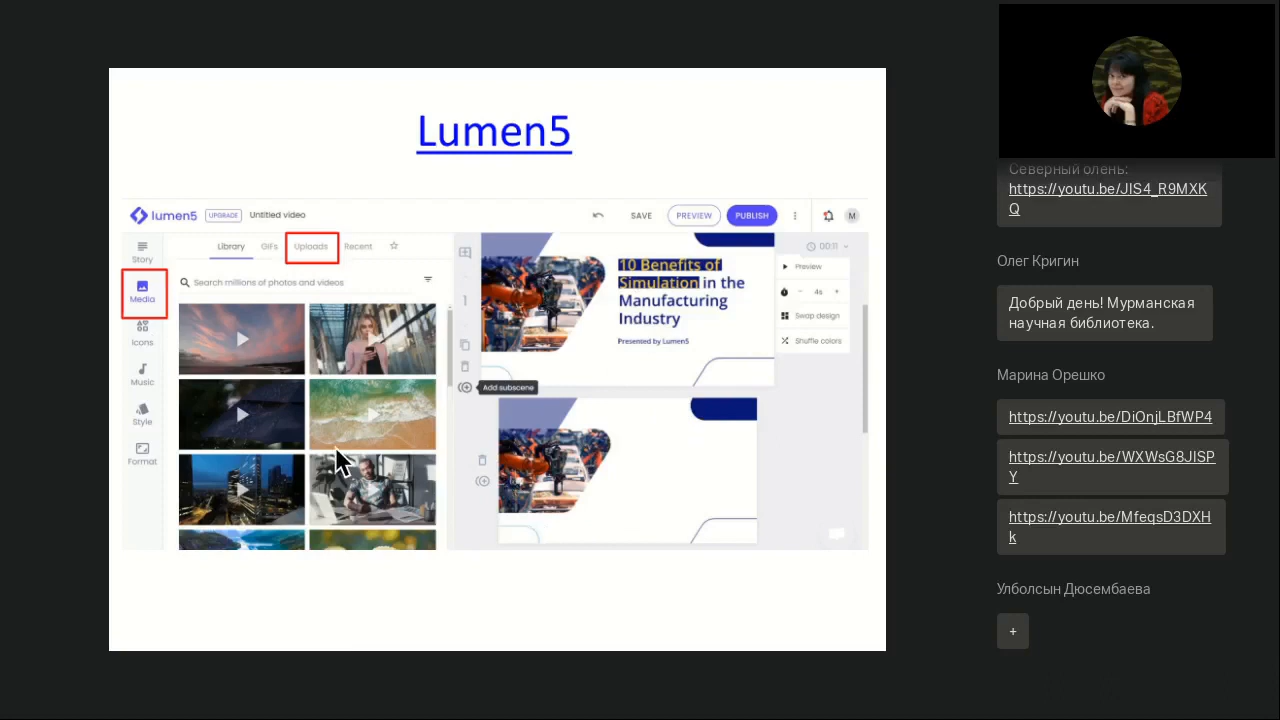 Lumen5
lumen5 UPGRADE Untitled video SAVE PREVIEW PUBLISH M
Story
Media
Icons
Music
Style
Format
Library GIFs Uploads Recent
Search millions of photos and videos
1
10 Benefits of
Simulation in the
Manufacturing
Industry
Presented by Lumen5
Add subscene
00:11
Preview
- 4s +
Swap design
Shuffle colors
Северный олень:
https://youtu.be/JIS4_R9MXK
Q
Олег Кригин
Добрый день! Мурманская
научная библиотека.
Марина Орешко
https://youtu.be/DiOnjLBfWP4
https://youtu.be/WXWsG8JISP
Y
https://youtu.be/MfeqsD3DXH
k
Улболсын Дюсембаева
+